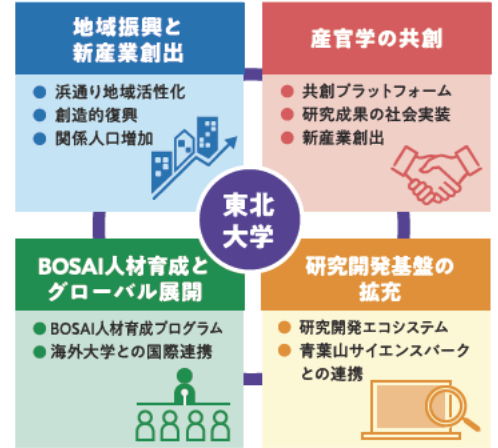 地域振興と
新産業創出
● 浜通り地域活性化
● 創造的復興
● 関係人口増加
産官学の共創
● 共創プラットフォーム
● 研究成果の社会実装
● 新産業創出
東北
大学
BOSAI人材育成と
グローバル展開
● BOSAI人材育成プログラム
● 海外大学との国際連携
研究開発基盤の
拡充
● 研究開発エコシステム
● 青葉山サイエンスパーク
との連携